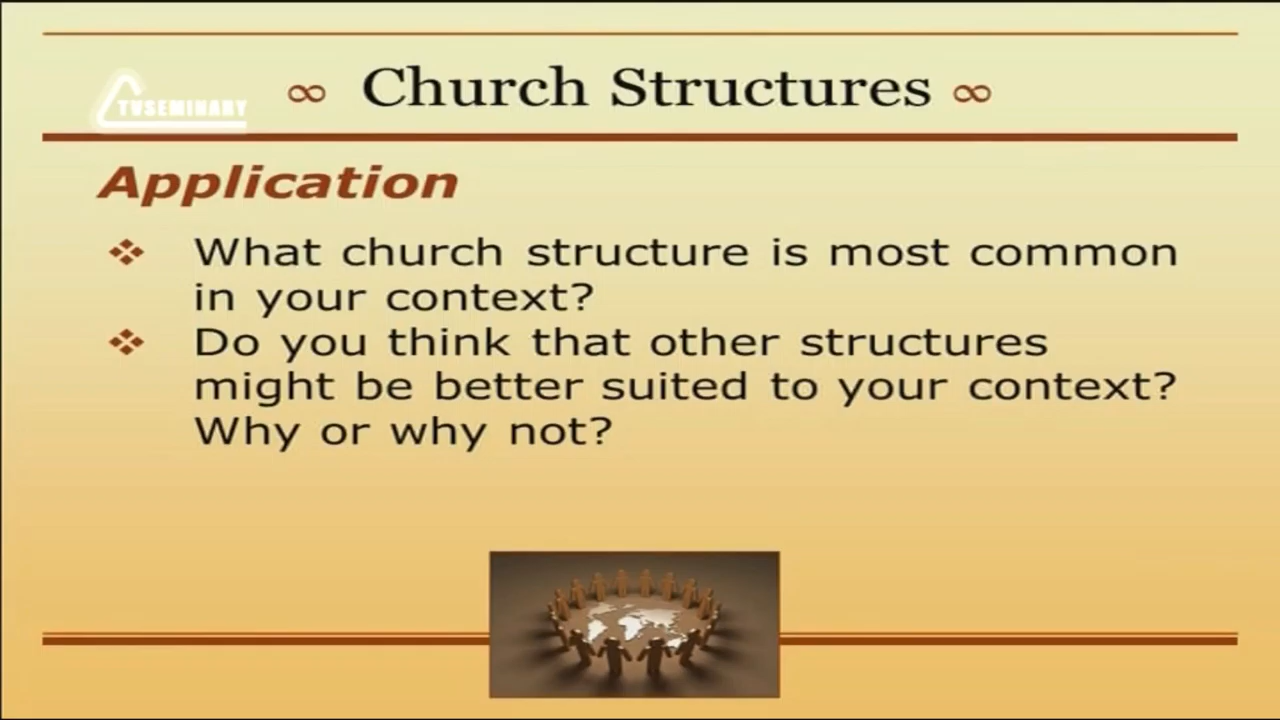 TVSEMINARY
∞ Church Structures ∞
Application
❖ What church structure is most common
in your context?
❖ Do you think that other structures
might be better suited to your context?
Why or why not?